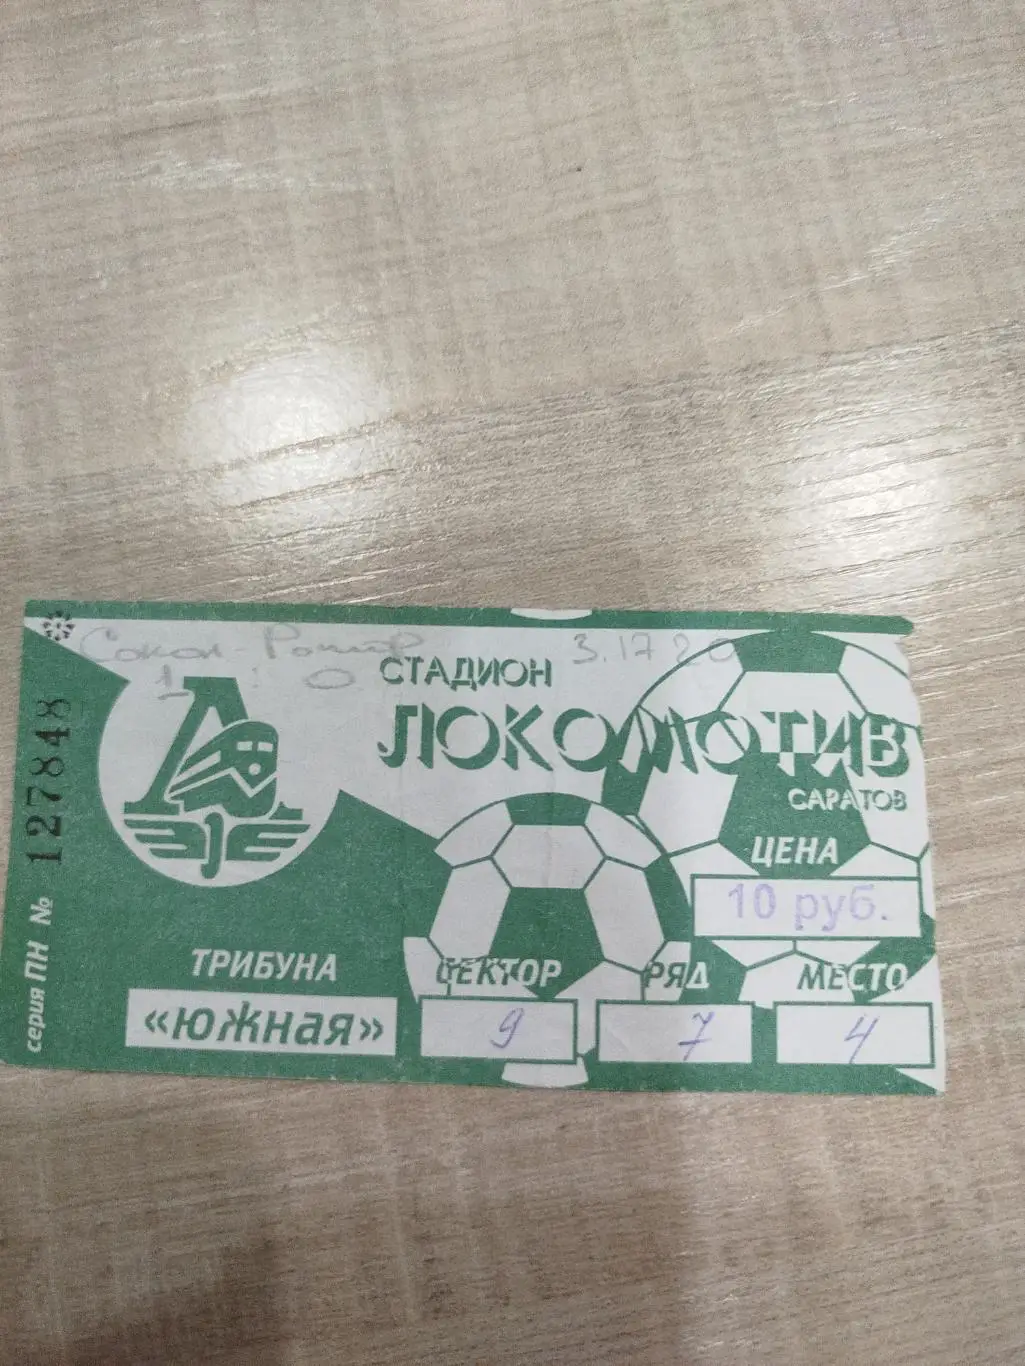 Сокол - Ротор
1 : 0
3.17 20
СТАДИОН
ЛОКОМОТИВ
САРАТОВ
ЦЕНА
10 руб.
ТРИБУНА
«ЮЖНАЯ»
СЕКТОР
9
РЯД
7
МЕСТО
4
серия ПН № 127848